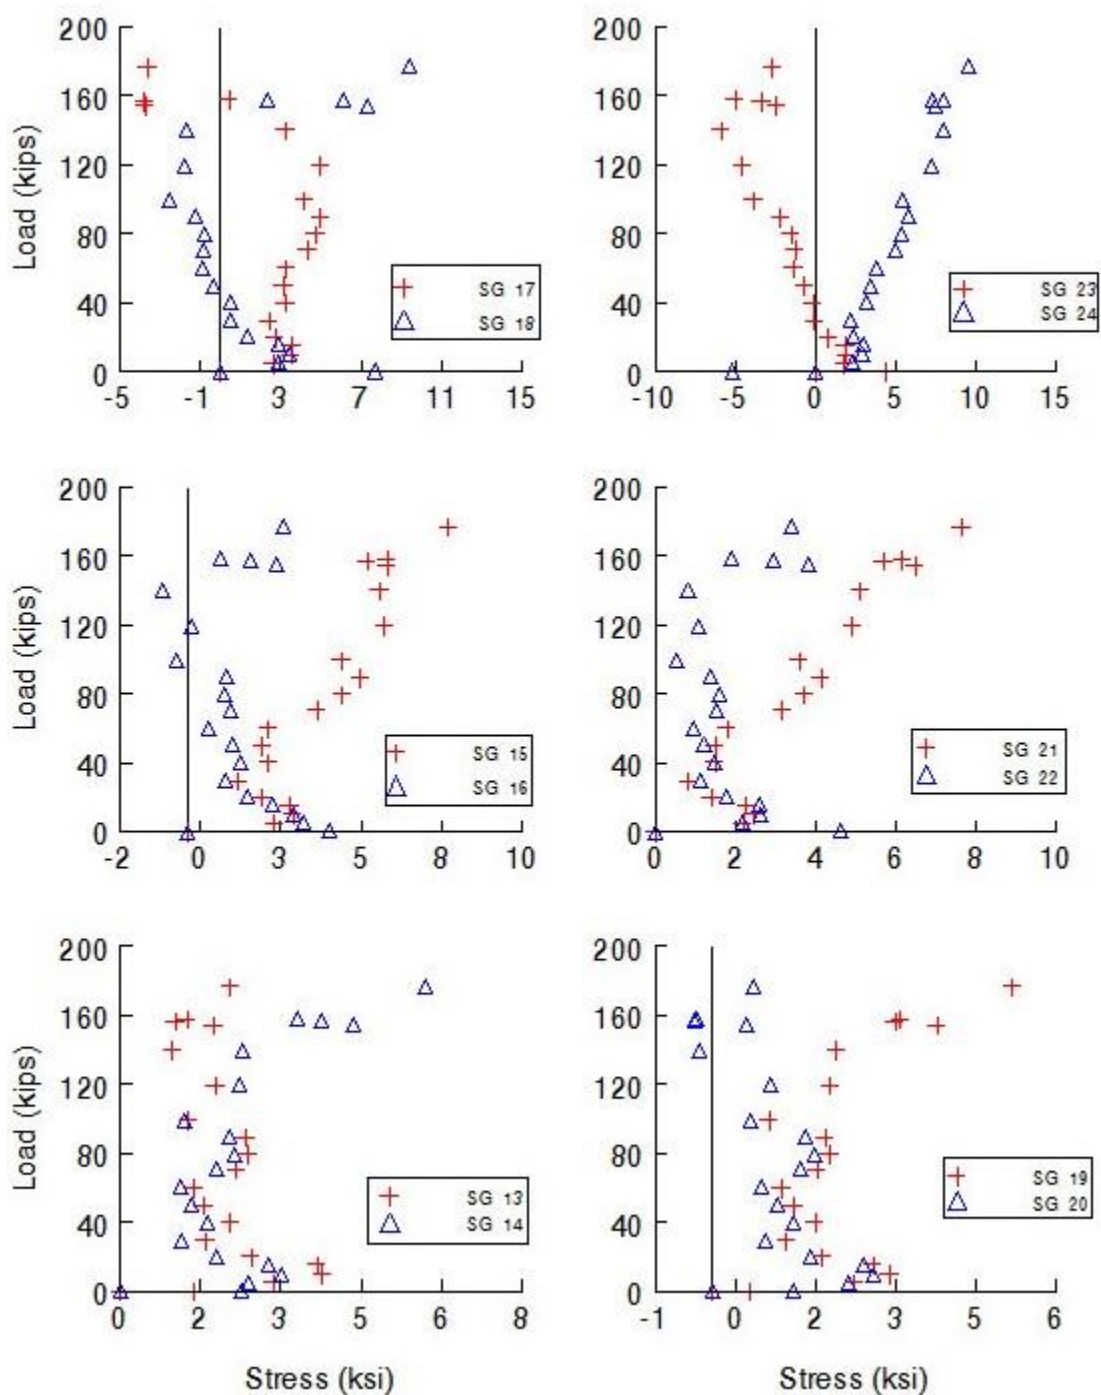 200
160
120
80
40
0
Load (kips)
-5 -1 3 7 11 15
SG 17
SG 18
200
160
120
80
40
0
-10 -5 0 5 10 15
SG 23
SG 24
200
160
120
80
40
0
Load (kips)
-2 0 3 5 8 10
SG 15
SG 16
200
160
120
80
40
0
0 2 4 6 8 10
SG 21
SG 22
200
160
120
80
40
0
Load (kips)
0 2 3 5 6 8
Stress (ksi)
SG 13
SG 14
200
160
120
80
40
0
-1 0 2 3 5 6
Stress (ksi)
SG 19
SG 20